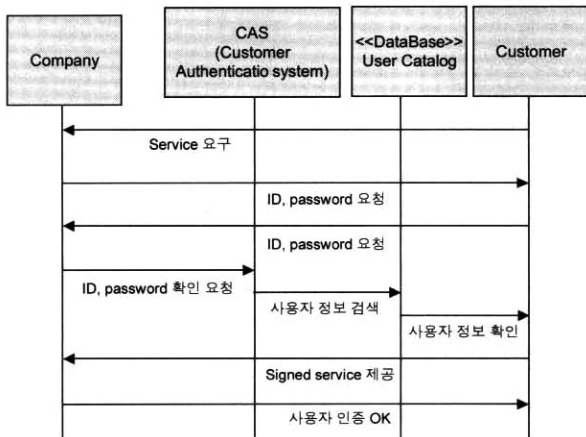 Company
CAS
(Customer
Authenticatio system)
<<DataBase>>
User Catalog
Customer
Service 요구
ID, password 요청
ID, password 요청
ID, password 확인 요청
사용자 정보 검색
사용자 정보 확인
Signed service 제공
사용자 인증 OK